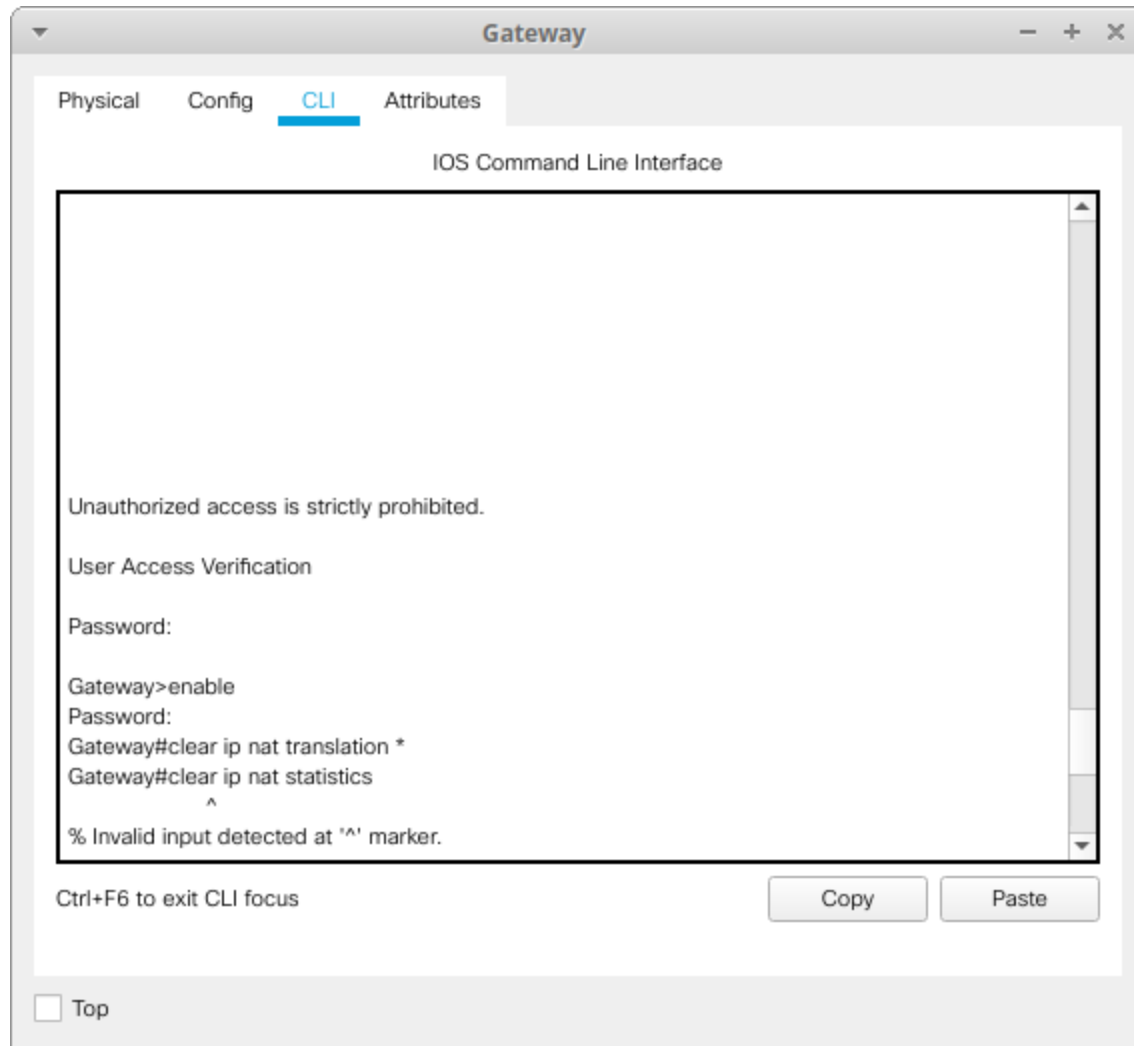 Gateway
Physical Config CLI Attributes
IOS Command Line Interface
Unauthorized access is strictly prohibited.
User Access Verification
Password:
Gateway>enable
Password:
Gateway#clear ip nat translation *
Gateway#clear ip nat statistics
^
% Invalid input detected at '^' marker.
Ctrl+F6 to exit CLI focus
Copy Paste
Top